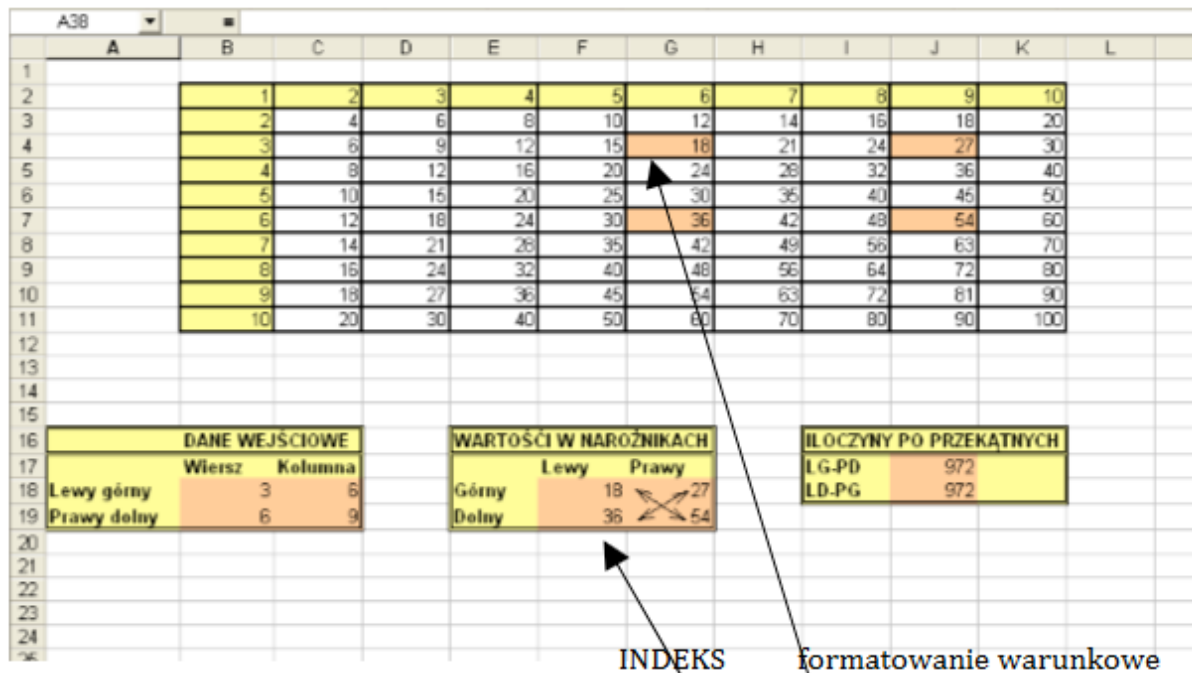 A38 =
A B C D E F G H I J K L
1
2 1 2 3 4 5 6 7 8 9 10
3 2 4 6 8 10 12 14 16 18 20
4 3 6 9 12 15 18 21 24 27 30
5 4 8 12 16 20 24 28 32 36 40
6 5 10 15 20 25 30 35 40 45 50
7 6 12 18 24 30 36 42 48 54 60
8 7 14 21 28 35 42 49 56 63 70
9 8 16 24 32 40 48 56 64 72 80
10 9 18 27 36 45 54 63 72 81 90
11 10 20 30 40 50 60 70 80 90 100
12
13
14
15
16 DANE WEJŚCIOWE WARTOŚĆI W NAROŻNIKACH ILOCZYNY PO PRZEKĄTNYCH
17 Wiersz Kolumna Lewy Prawy LG-PD 972
18 Lewy górny 3 6 Górny 18 27 LD-PG 972
19 Prawy dolny 6 9 Dolny 36 54
20
21
22
23
24
INDEKS formatowanie warunkowe